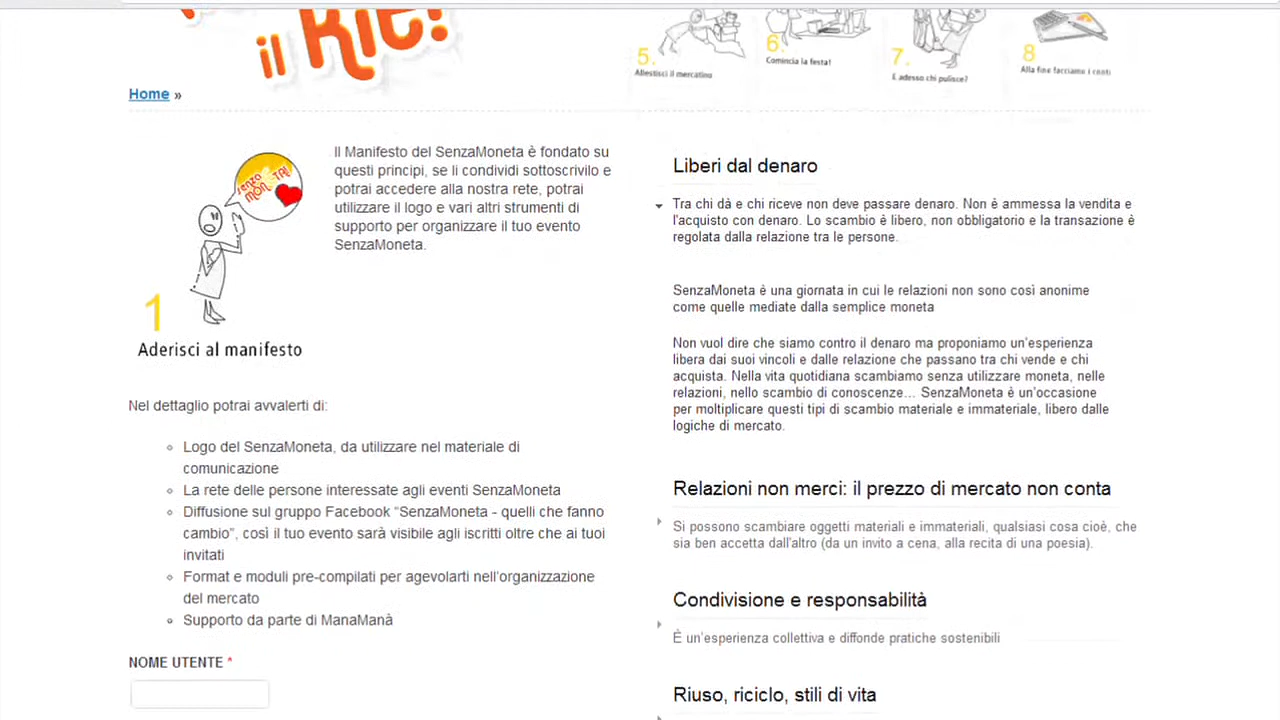 il Kit!
5.
Allestisci il mercatino
6.
Comincia la festa!
7.
E adesso chi pulisce?
8
Alla fine facciamo i conti
Home »
senza
moneta!
1
Aderisci al manifesto
Il Manifesto del SenzaMoneta è fondato su
questi principi, se li condividi sottoscrivilo e
potrai accedere alla nostra rete, potrai
utilizzare il logo e vari altri strumenti di
supporto per organizzare il tuo evento
SenzaMoneta.
Nel dettaglio potrai avvalerti di:
Logo del SenzaMoneta, da utilizzare nel materiale di
comunicazione
La rete delle persone interessate agli eventi SenzaMoneta
Diffusione sul gruppo Facebook “SenzaMoneta - quelli che fanno
cambio”, così il tuo evento sarà visibile agli iscritti oltre che ai tuoi
invitati
Format e moduli pre-compilati per agevolarti nell’organizzazione
del mercato
Supporto da parte di ManaManà
NOME UTENTE *
Liberi dal denaro
Tra chi dà e chi riceve non deve passare denaro. Non è ammessa la vendita e
l'acquisto con denaro. Lo scambio è libero, non obbligatorio e la transazione è
regolata dalla relazione tra le persone.
SenzaMoneta è una giornata in cui le relazioni non sono così anonime
come quelle mediate dalla semplice moneta
Non vuol dire che siamo contro il denaro ma proponiamo un’esperienza
libera dai suoi vincoli e dalle relazione che passano tra chi vende e chi
acquista. Nella vita quotidiana scambiamo senza utilizzare moneta, nelle
relazioni, nello scambio di conoscenze... SenzaMoneta è un’occasione
per moltiplicare questi tipi di scambio materiale e immateriale, libero dalle
logiche di mercato.
Relazioni non merci: il prezzo di mercato non conta
Si possono scambiare oggetti materiali e immateriali, qualsiasi cosa cioè, che
sia ben accetta dall'altro (da un invito a cena, alla recita di una poesia).
Condivisione e responsabilità
È un’esperienza collettiva e diffonde pratiche sostenibili
Riuso, riciclo, stili di vita